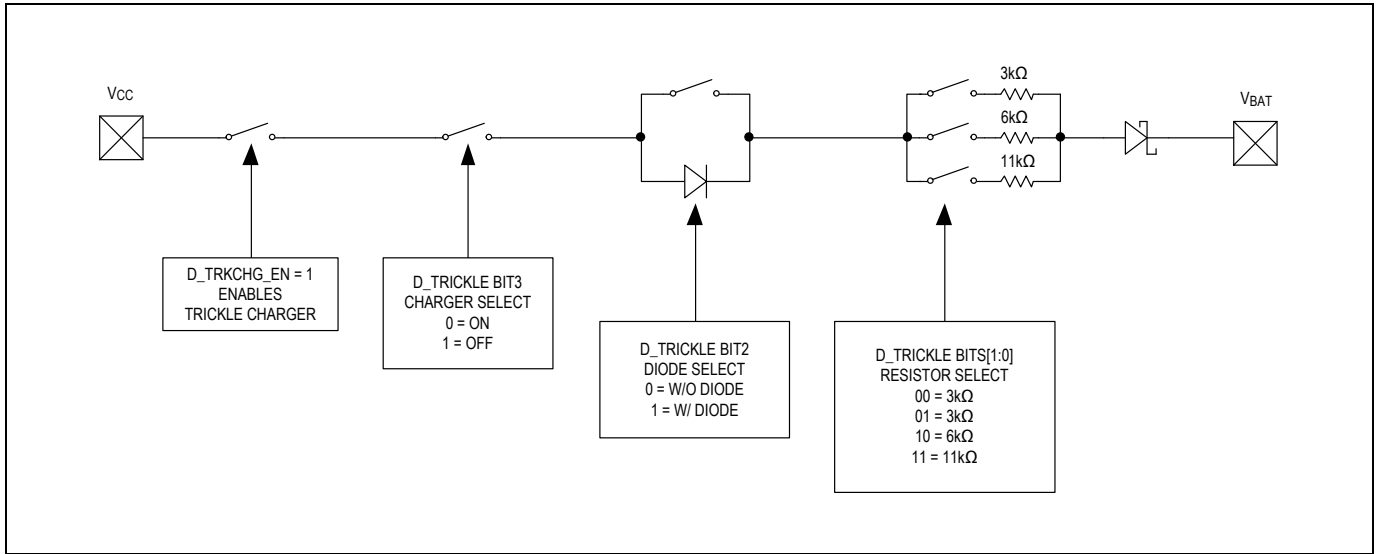 VCC
3kΩ
6kΩ
11kΩ
VBAT
D_TRKCHG_EN = 1
ENABLES
TRICKLE CHARGER
D_TRICKLE BIT3
CHARGER SELECT
0 = ON
1 = OFF
D_TRICKLE BIT2
DIODE SELECT
0 = W/O DIODE
1 = W/ DIODE
D_TRICKLE BITS[1:0]
RESISTOR SELECT
00 = 3kΩ
01 = 3kΩ
10 = 6kΩ
11 = 11kΩ